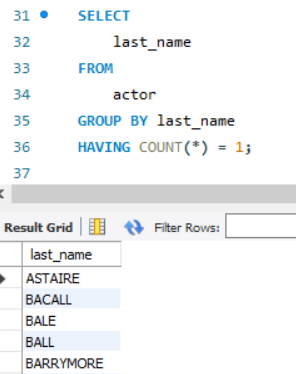 31 SELECT
32 last_name
33 FROM
34 actor
35 GROUP BY last_name
36 HAVING COUNT(*) = 1;
37
Result Grid Filter Rows:
last_name
ASTAIRE
BACALL
BALE
BALL
BARRYMORE